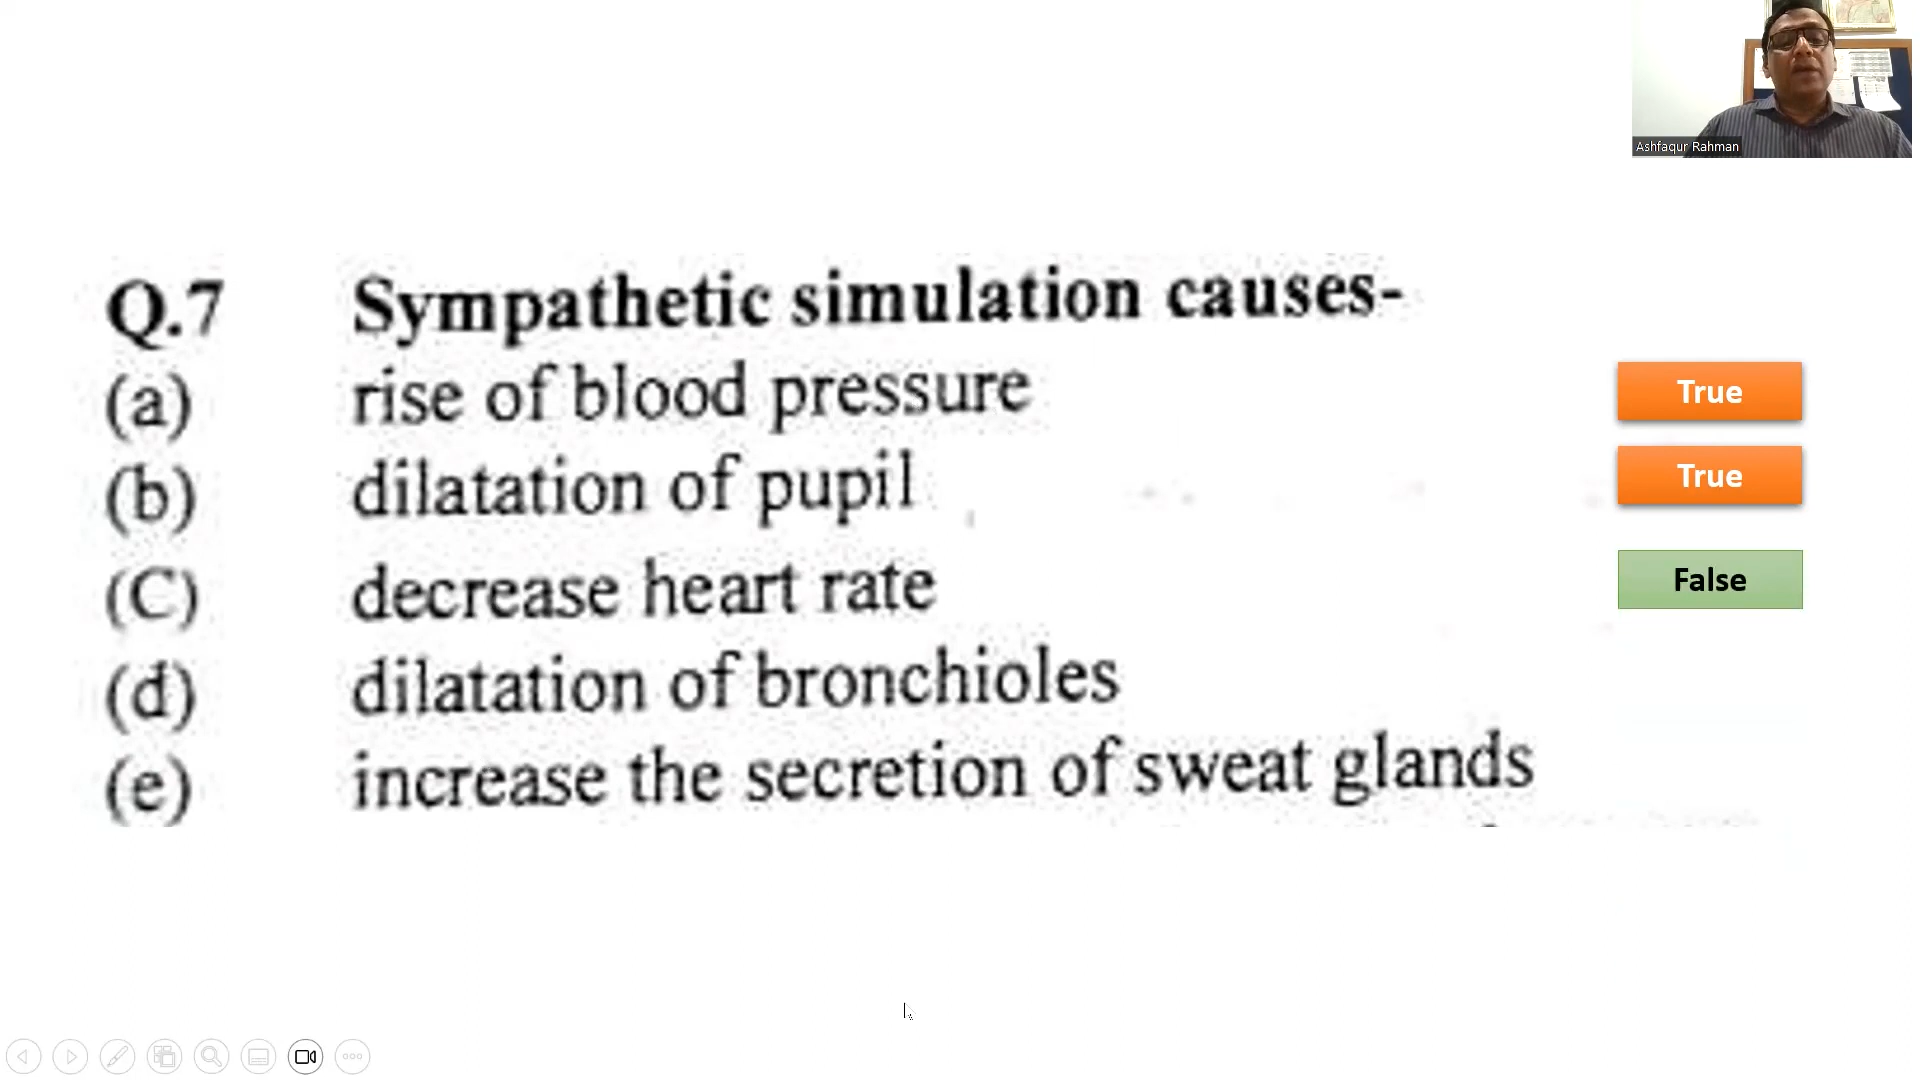 Ashfaqur Rahman
Q.7 Sympathetic simulation causes-
(a) rise of blood pressure True
(b) dilatation of pupil True
(C) decrease heart rate False
(d) dilatation of bronchioles
(e) increase the secretion of sweat glands